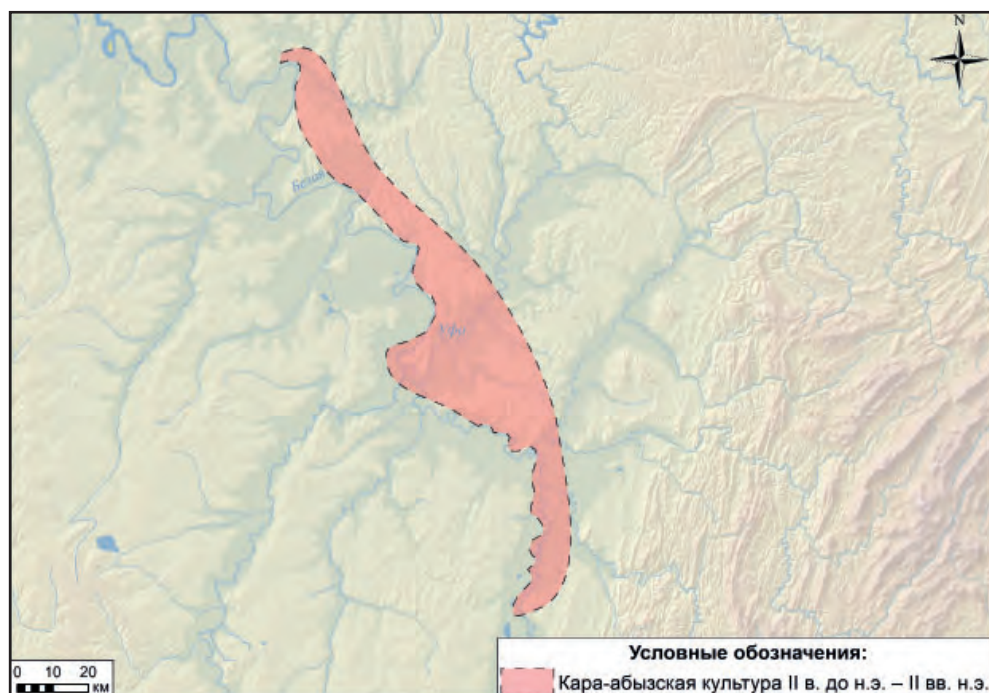 N
Белая
Уфа
0 10 20
км
Условные обозначения:
Кара-абызская культура II в. до н.э. – II вв. н.э.